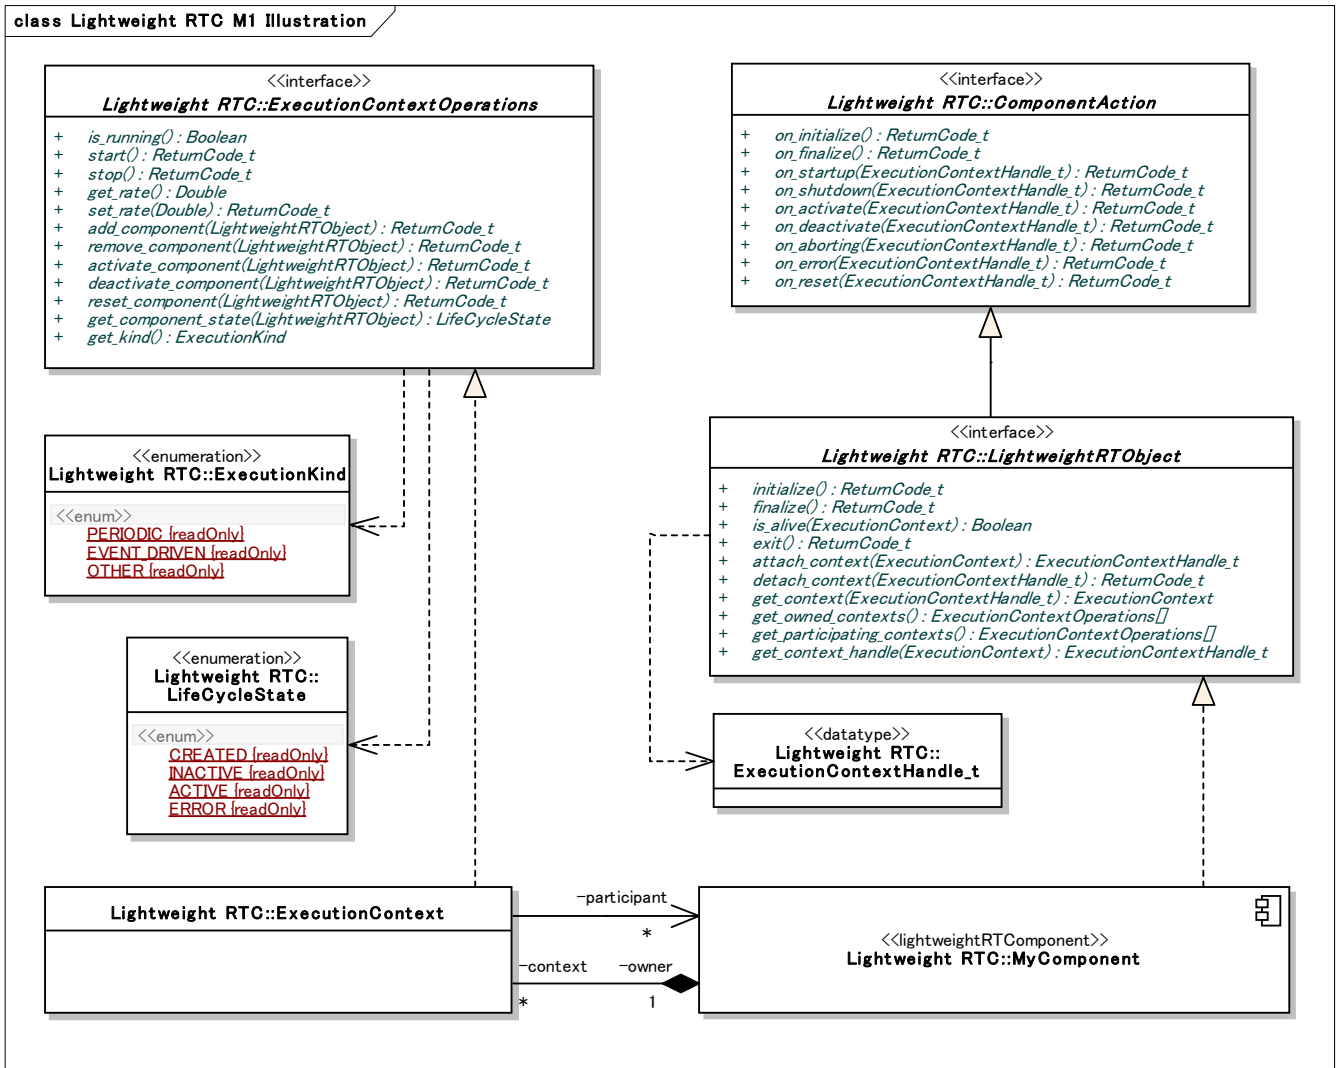 class Lightweight RTC M1 Illustration
<<interface>>
Lightweight RTC::ExecutionContextOperations
+ is_running() : Boolean
+ start() : ReturnCode_t
+ stop() : ReturnCode_t
+ get_rate() : Double
+ set_rate(Double) : ReturnCode_t
+ add_component(LightweightRTObject) : ReturnCode_t
+ remove_component(LightweightRTObject) : ReturnCode_t
+ activate_component(LightweightRTObject) : ReturnCode_t
+ deactivate_component(LightweightRTObject) : ReturnCode_t
+ reset_component(LightweightRTObject) : ReturnCode_t
+ get_component_state(LightweightRTObject) : LifeCycleState
+ get_kind() : ExecutionKind
<<interface>>
Lightweight RTC::ComponentAction
+ on_initialize() : ReturnCode_t
+ on_finalize() : ReturnCode_t
+ on_startup(ExecutionContextHandle_t) : ReturnCode_t
+ on_shutdown(ExecutionContextHandle_t) : ReturnCode_t
+ on_activate(ExecutionContextHandle_t) : ReturnCode_t
+ on_deactivate(ExecutionContextHandle_t) : ReturnCode_t
+ on_aborting(ExecutionContextHandle_t) : ReturnCode_t
+ on_error(ExecutionContextHandle_t) : ReturnCode_t
+ on_reset(ExecutionContextHandle_t) : ReturnCode_t
<<enumeration>>
Lightweight RTC::ExecutionKind
<<enum>>
PERIODIC {readOnly}
EVENT_DRIVEN {readOnly}
OTHER {readOnly}
<<interface>>
Lightweight RTC::LightweightRTObject
+ initialize() : ReturnCode_t
+ finalize() : ReturnCode_t
+ is_alive(ExecutionContext) : Boolean
+ exit() : ReturnCode_t
+ attach_context(ExecutionContext) : ExecutionContextHandle_t
+ detach_context(ExecutionContextHandle_t) : ReturnCode_t
+ get_context(ExecutionContextHandle_t) : ExecutionContext
+ get_owned_contexts() : ExecutionContextOperations[]
+ get_participating_contexts() : ExecutionContextOperations[]
+ get_context_handle(ExecutionContext) : ExecutionContextHandle_t
<<enumeration>>
Lightweight RTC::
LifeCycleState
<<enum>>
CREATED {readOnly}
INACTIVE {readOnly}
ACTIVE {readOnly}
ERROR {readOnly}
<<datatype>>
Lightweight RTC::
ExecutionContextHandle_t
Lightweight RTC::ExecutionContext
-participant
*
-context
*
-owner
1
<<lightweightRTComponent>>
Lightweight RTC::MyComponent